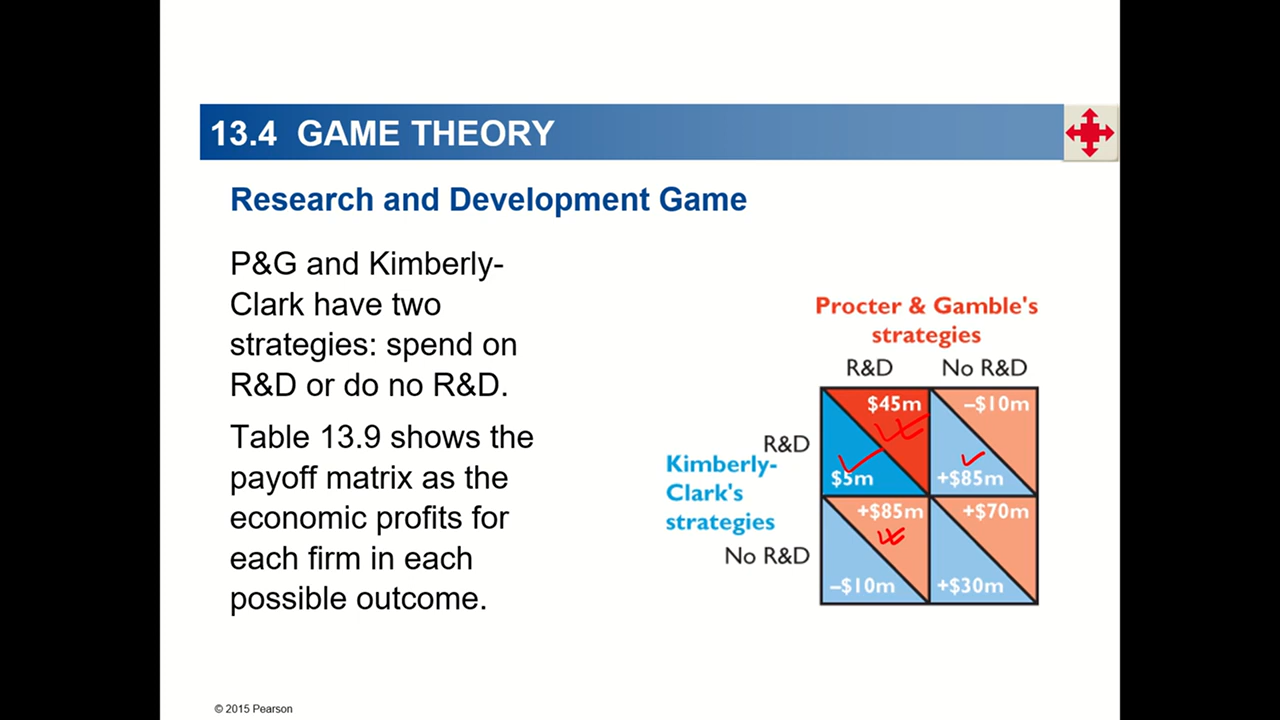 13.4 GAME THEORY
Research and Development Game
P&G and Kimberly-
Clark have two
strategies: spend on
R&D or do no R&D.
Table 13.9 shows the
payoff matrix as the
economic profits for
each firm in each
possible outcome.
Procter & Gamble's
strategies
R&D No R&D
$45m –$10m
R&D
Kimberly-
Clark's
strategies
$5m +$85m
+$85m +$70m
No R&D
–$10m +$30m
© 2015 Pearson